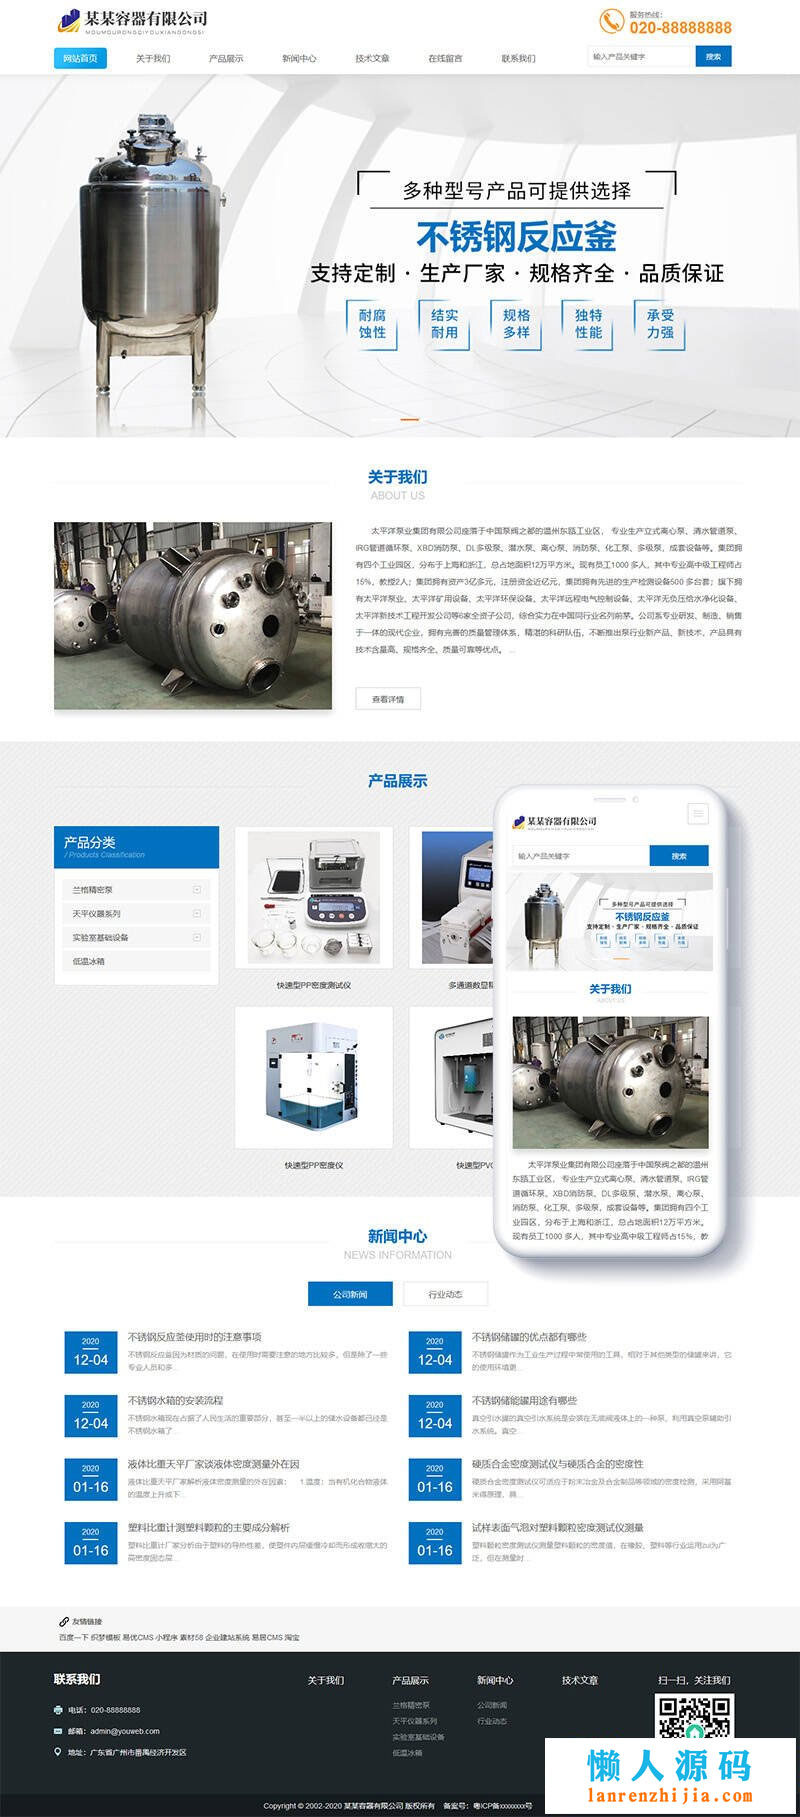 某某容器有限公司
MOUMOURONGQIYOUXIANGONGSI
服务热线：
020-88888888
网站首页
关于我们
产品展示
新闻中心
技术文章
在线留言
联系我们
输入产品关键字
搜索
多种型号产品可提供选择
不锈钢反应釜
支持定制 · 生产厂家 · 规格齐全 · 品质保证
耐腐
蚀性
结实
耐用
规格
多样
独特
性能
承受
力强
关于我们
ABOUT US
太平洋泵业集团有限公司座落于中国泵阀之都的温州东瓯工业区， 专业生产立式离心泵、清水管道泵、
IRG管道循环泵、XBD消防泵、DL多级泵、潜水泵、离心泵、消防泵、化工泵、多级泵，成套设备等。集团拥
有四个工业园区，分布于上海和浙江，总占地面积12万平方米。现有员工1000 多人，其中专业高中级工程师占
15%，教授2人；集团拥有资产3亿多元，注册资金近亿元，集团拥有先进的生产检测设备500 多台套；旗下拥
有太平洋泵业、太平洋矿用设备、太平洋环保设备、太平洋远程电气控制设备、太平洋无负压给水净化设备、
太平洋新技术工程开发公司等6家全资子公司，综合实力在中国同行业名列前茅。公司系专业研发、制造、销售
于一体的现代企业，拥有完善的质量管理体系，精湛的科研队伍，不断推出泵行业新产品、新技术，产品具有
技术含量高、规格齐全、质量可靠等优点。 ...
查看详情
产品展示
产品分类
/ Products Classification
兰格精密泵
天平仪器系列
实验室基础设备
低温冰箱
快速型PP密度测试仪
多通道数显
快速型PP密度仪
快速型PVC
某某容器有限公司
输入产品关键字
搜索
多种型号产品可提供选择
不锈钢反应釜
支持定制 · 生产厂家 · 规格齐全 · 品质保证
耐腐
蚀性
结实
耐用
规格
多样
独特
性能
承受
力强
关于我们
ABOUT US
太平洋泵业集团有限公司座落于中国泵阀之都的温州
东瓯工业区， 专业生产立式离心泵、清水管道泵、IRG管
道循环泵、XBD消防泵、DL多级泵、潜水泵、离心泵、
消防泵、化工泵、多级泵，成套设备等。集团拥有四个工
业园区，分布于上海和浙江，总占地面积12万平方米。
现有员工1000 多人，其中专业高中级工程师占15%，教
新闻中心
NEWS INFORMATION
公司新闻
行业动态
2020
12-04
不锈钢反应釜使用时的注意事项
不锈钢反应釜因为材质的问题，在使用时需要注意的地方比较多，但是除了一些
专业人员和多...
2020
12-04
不锈钢储罐的优点都有哪些
不锈钢储罐作为工业生产过程中常使用的工具，相对于其他类型的储罐来讲，它
的使用环境更...
2020
12-04
不锈钢水箱的安装流程
不锈钢水箱现在占据了人民生活的重要部分，甚至一半以上的储水设备都已经是
不锈钢水箱了...
2020
12-04
不锈钢储能罐用途有哪些
真空引水罐的真空引水系统是安装在无底阀液体上的一种泵，利用真空泵辅助引
水系统。真空...
2020
01-16
液体比重天平厂家谈液体密度测量外在因
液体比重天平厂家解析液体密度测量的外在因素： 1.温度：当有机化合物液体
的温度上升或下...
2020
01-16
硬质合金密度测试仪与硬质合金的密度性
硬质合金密度测试仪可适应于粉末冶金及合金制品等领域的密度检测，采用阿基
米得原理，具...
2020
01-16
塑料比重计测塑料颗粒的主要成分解析
塑料比重计厂家分析由于塑料的导热性差，使塑件内层缓慢冷却而形成收缩大的
高密度固态层...
2020
01-16
试样表面气泡对塑料颗粒密度测试仪测量
塑料颗粒密度测试仪测量塑料颗粒的密度值，在橡胶、塑料等行业运用zui为广
泛，但在测量时...
友情链接
百度一下 织梦模板 易优CMS 小程序 素材58 企业建站系统 易居CMS 淘宝
联系我们
电话：020-88888888
邮箱：admin@youweb.com
地址：广东省广州市番禺经济开发区
关于我们
产品展示
兰格精密泵
天平仪器系列
实验室基础设备
低温冰箱
新闻中心
公司新闻
行业动态
技术文章
扫一扫，关注我们
Copyright © 2002-2020 某某容器有限公司 版权所有 备案号：粤ICP备xxxxxxxx号
懒人源码
lanrenzhijia.com